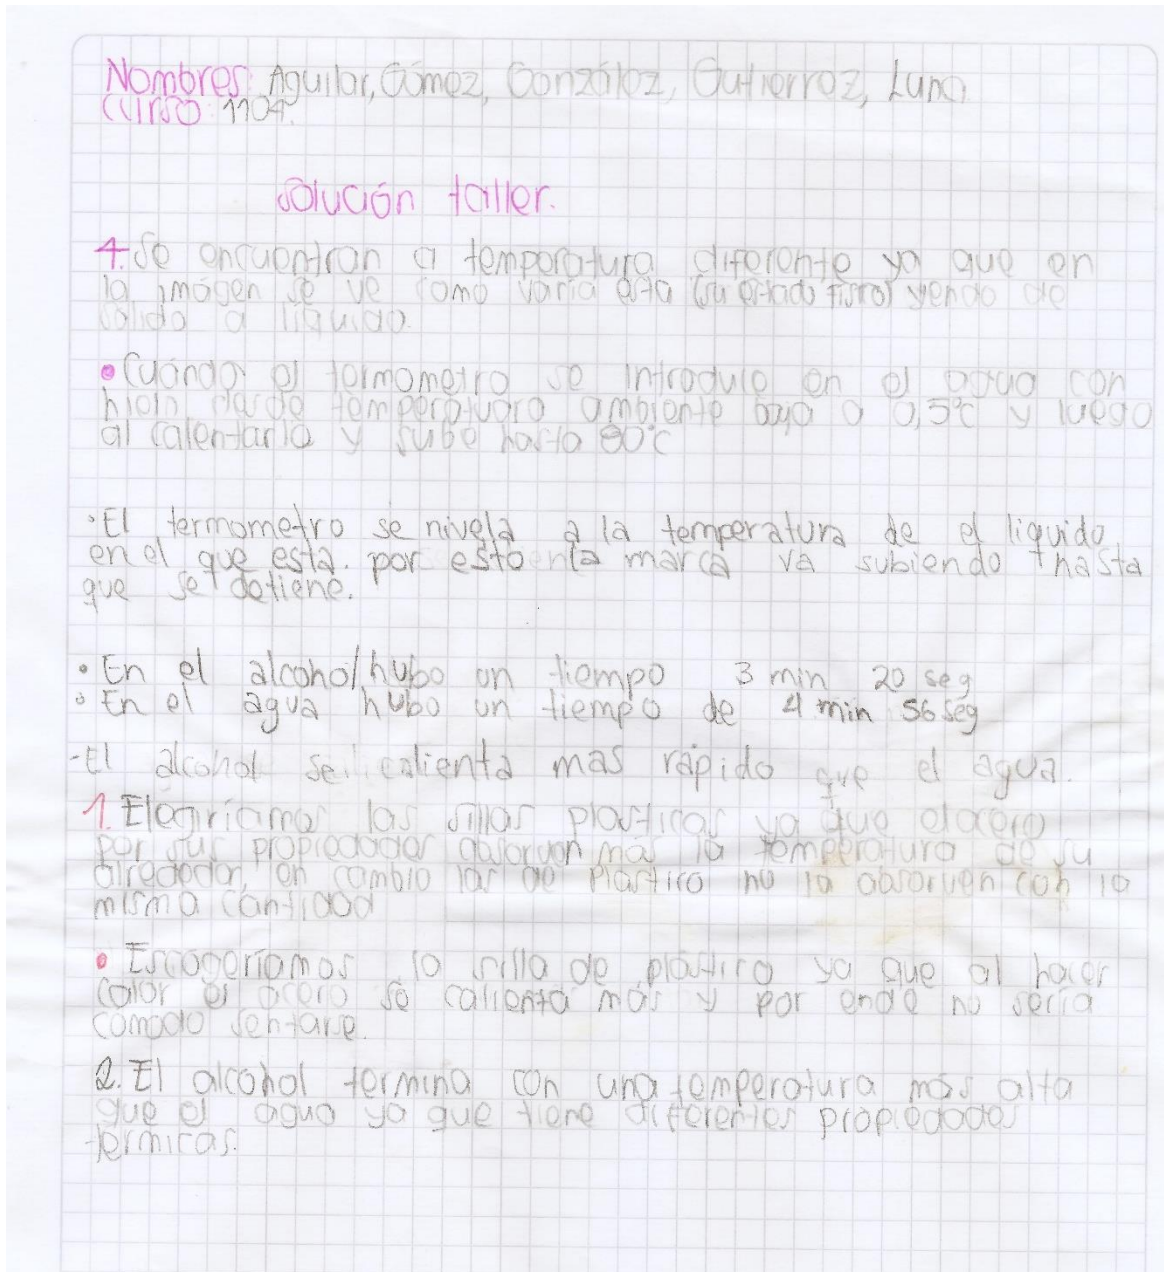 Nombres: Aguilar, Gómez, González, Gutierrez, Luna
Curso: 1104.
Solución taller.
4. Se encuentran a temperatura diferente ya que en
la imágen se ve como varia esta (su estado fisico) yendo de
solido a liquido.
• Cuándo el termometro se introduce en el agua con
hielo desde temperatura ambiente baja a 0,5°c y luego
al calentarla y sube hasta 80°c
• El termometro se nivela a la temperatura de el liquido
en el que esta. por esto la marca va subiendo hasta
que se detiene.
• En el alcohol hubo un tiempo 3 min 20 seg
• En el agua hubo un tiempo de 4 min 56 seg
- El alcohol se calienta mas rápido que el agua.
1. Elegiríamos las sillas plasticas ya que el acero
por sus propiedades absorven más la temperatura de su
alrededor, en cambio las de plastico no la absorven con la
misma cantidad
• Escogeríamos la silla de plastico ya que al hacer
calor el acero se calienta más y por ende no seria
comodo sentarse.
2. El alcohol termina con una temperatura más alta
que el agua ya que tiene diferentes propiedades
termicas.